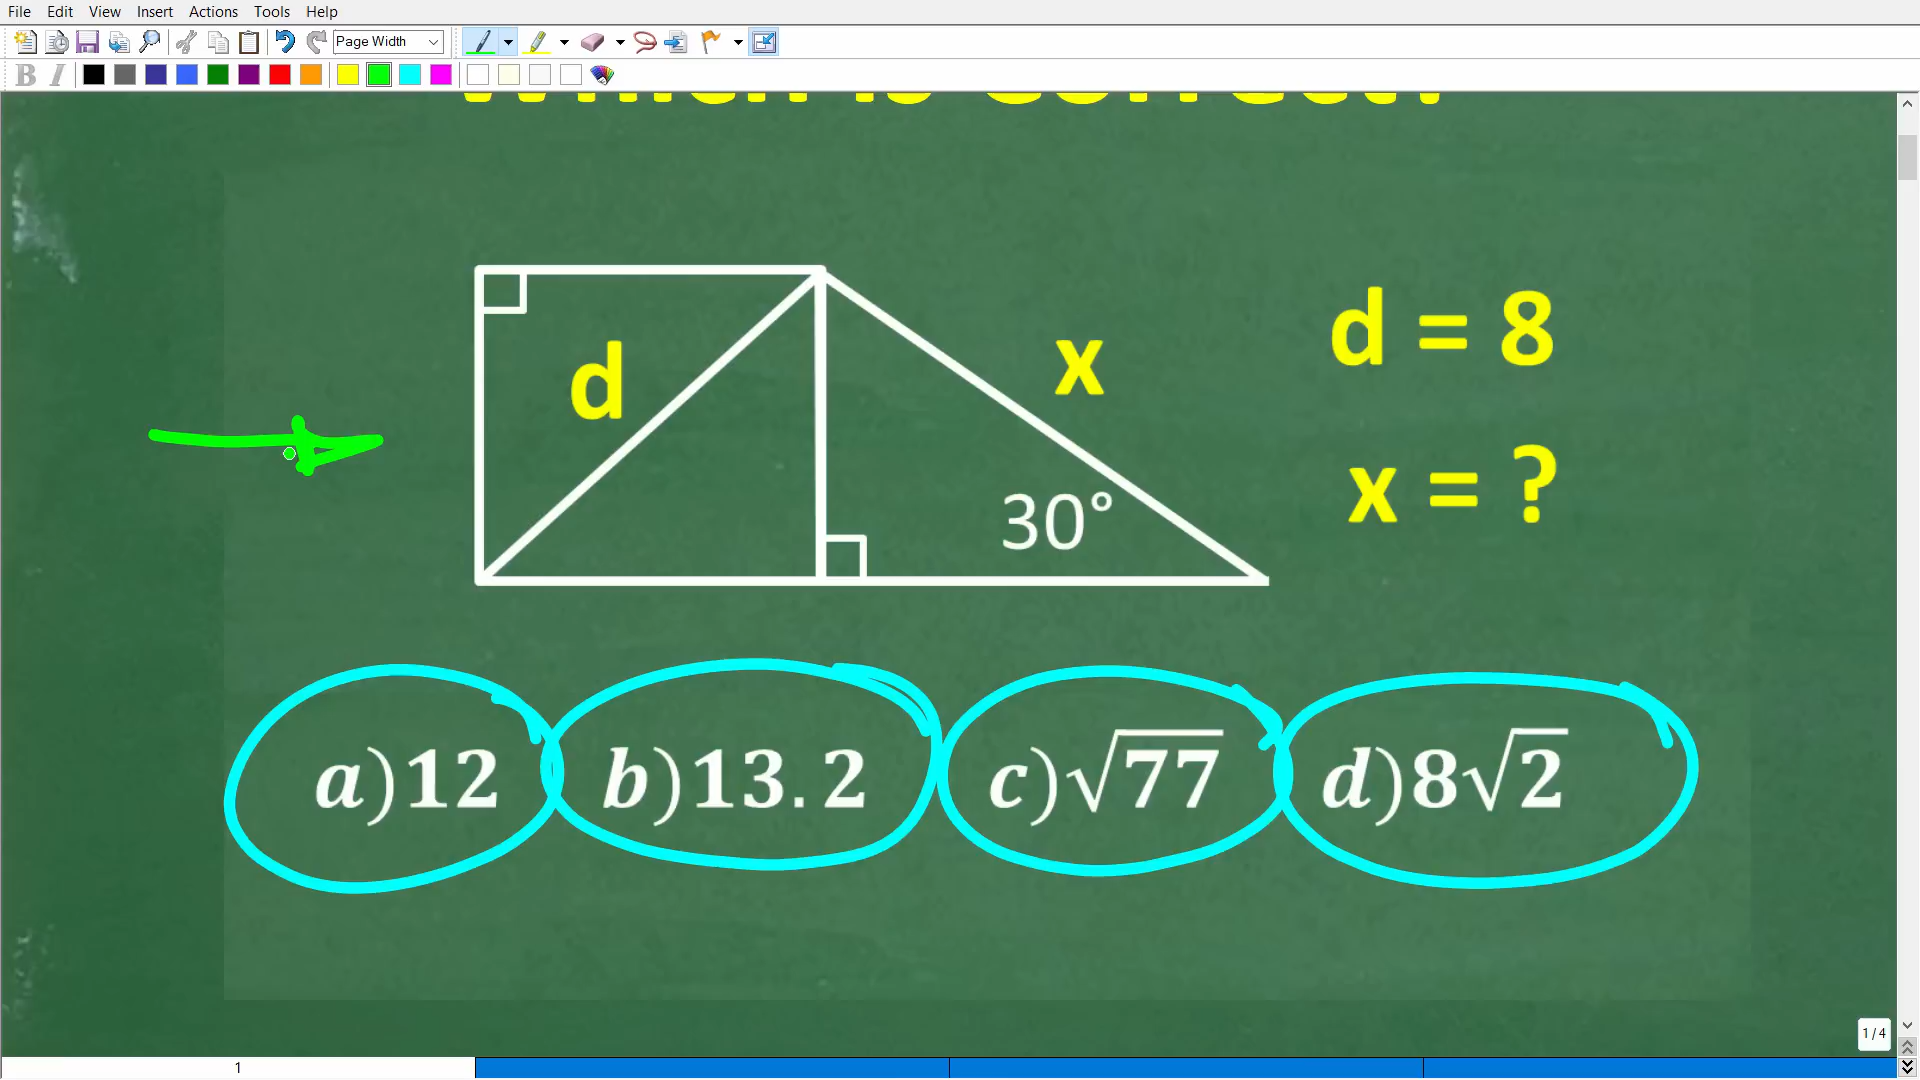 File Edit View Insert Actions Tools Help
Page Width
B I
d
x
30°
d = 8
x = ?
a)12 b)13.2 c)√77 d)8√2
1 / 4
1